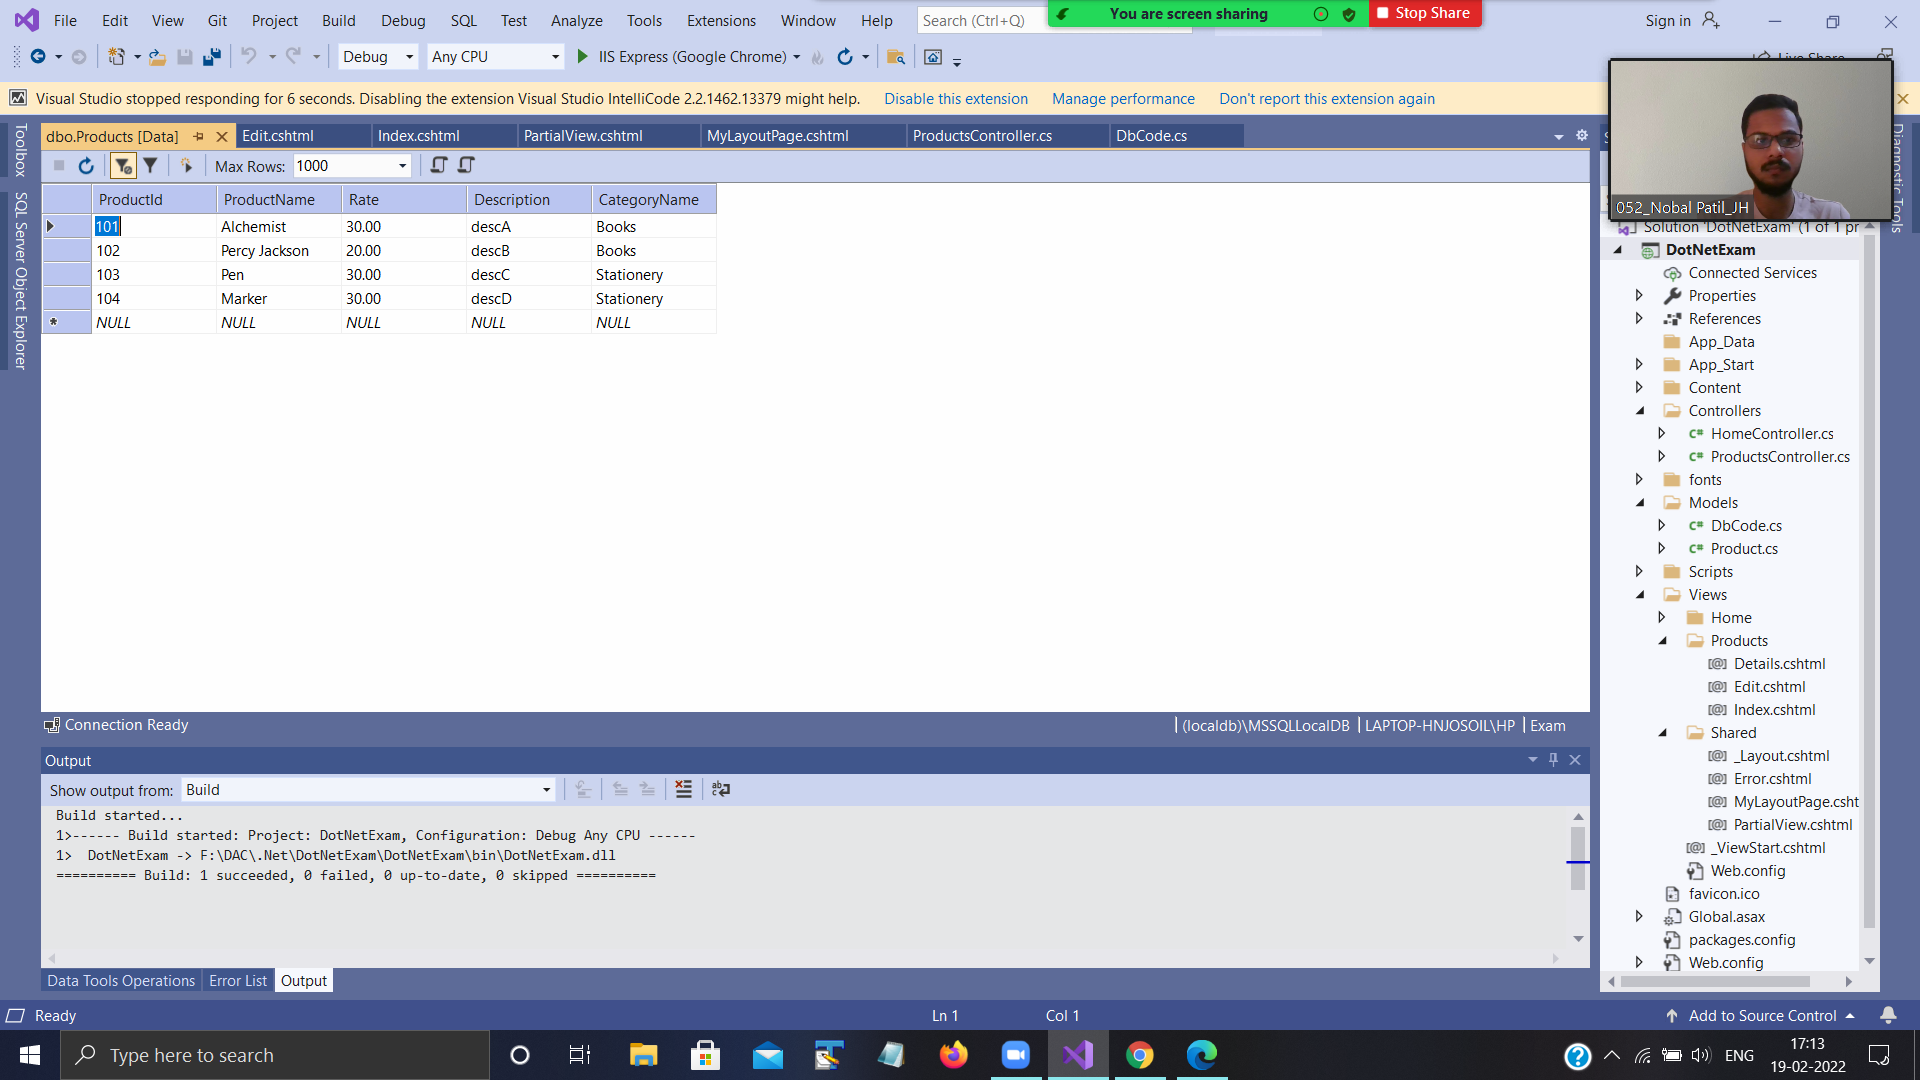 File Edit View Git Project Build Debug SQL Test Analyze Tools Extensions Window Help Search (Ctrl+Q) You are screen sharing Stop Share Sign in
Debug Any CPU IIS Express (Google Chrome) Live Share
Visual Studio stopped responding for 6 seconds. Disabling the extension Visual Studio IntelliCode 2.2.1462.13379 might help. Disable this extension Manage performance Don't report this extension again
dbo.Products [Data] Edit.cshtml Index.cshtml PartialView.cshtml MyLayoutPage.cshtml ProductsController.cs DbCode.cs
Toolbox
SQL Server Object Explorer
Max Rows: 1000
ProductId ProductName Rate Description CategoryName
101 Alchemist 30.00 descA Books
102 Percy Jackson 20.00 descB Books
103 Pen 30.00 descC Stationery
104 Marker 30.00 descD Stationery
NULL NULL NULL NULL NULL
Connection Ready (localdb)\MSSQLLocalDB LAPTOP-HNJOSOIL\HP Exam
Output
Show output from: Build
Build started...
1>------ Build started: Project: DotNetExam, Configuration: Debug Any CPU ------
1>  DotNetExam -> F:\DAC\.Net\DotNetExam\DotNetExam\bin\DotNetExam.dll
========== Build: 1 succeeded, 0 failed, 0 up-to-date, 0 skipped ==========
Data Tools Operations Error List Output
052_Nobal Patil_JH
Diagnostic Tools
Solution 'DotNetExam' (1 of 1 pr
DotNetExam
Connected Services
Properties
References
App_Data
App_Start
Content
Controllers
C# HomeController.cs
C# ProductsController.cs
fonts
Models
C# DbCode.cs
C# Product.cs
Scripts
Views
Home
Products
[@] Details.cshtml
[@] Edit.cshtml
[@] Index.cshtml
Shared
[@] _Layout.cshtml
[@] Error.cshtml
[@] MyLayoutPage.csht
[@] PartialView.cshtml
[@] _ViewStart.cshtml
Web.config
favicon.ico
Global.asax
packages.config
Web.config
Ready Ln 1 Col 1 Add to Source Control
Type here to search ENG 17:13
19-02-2022